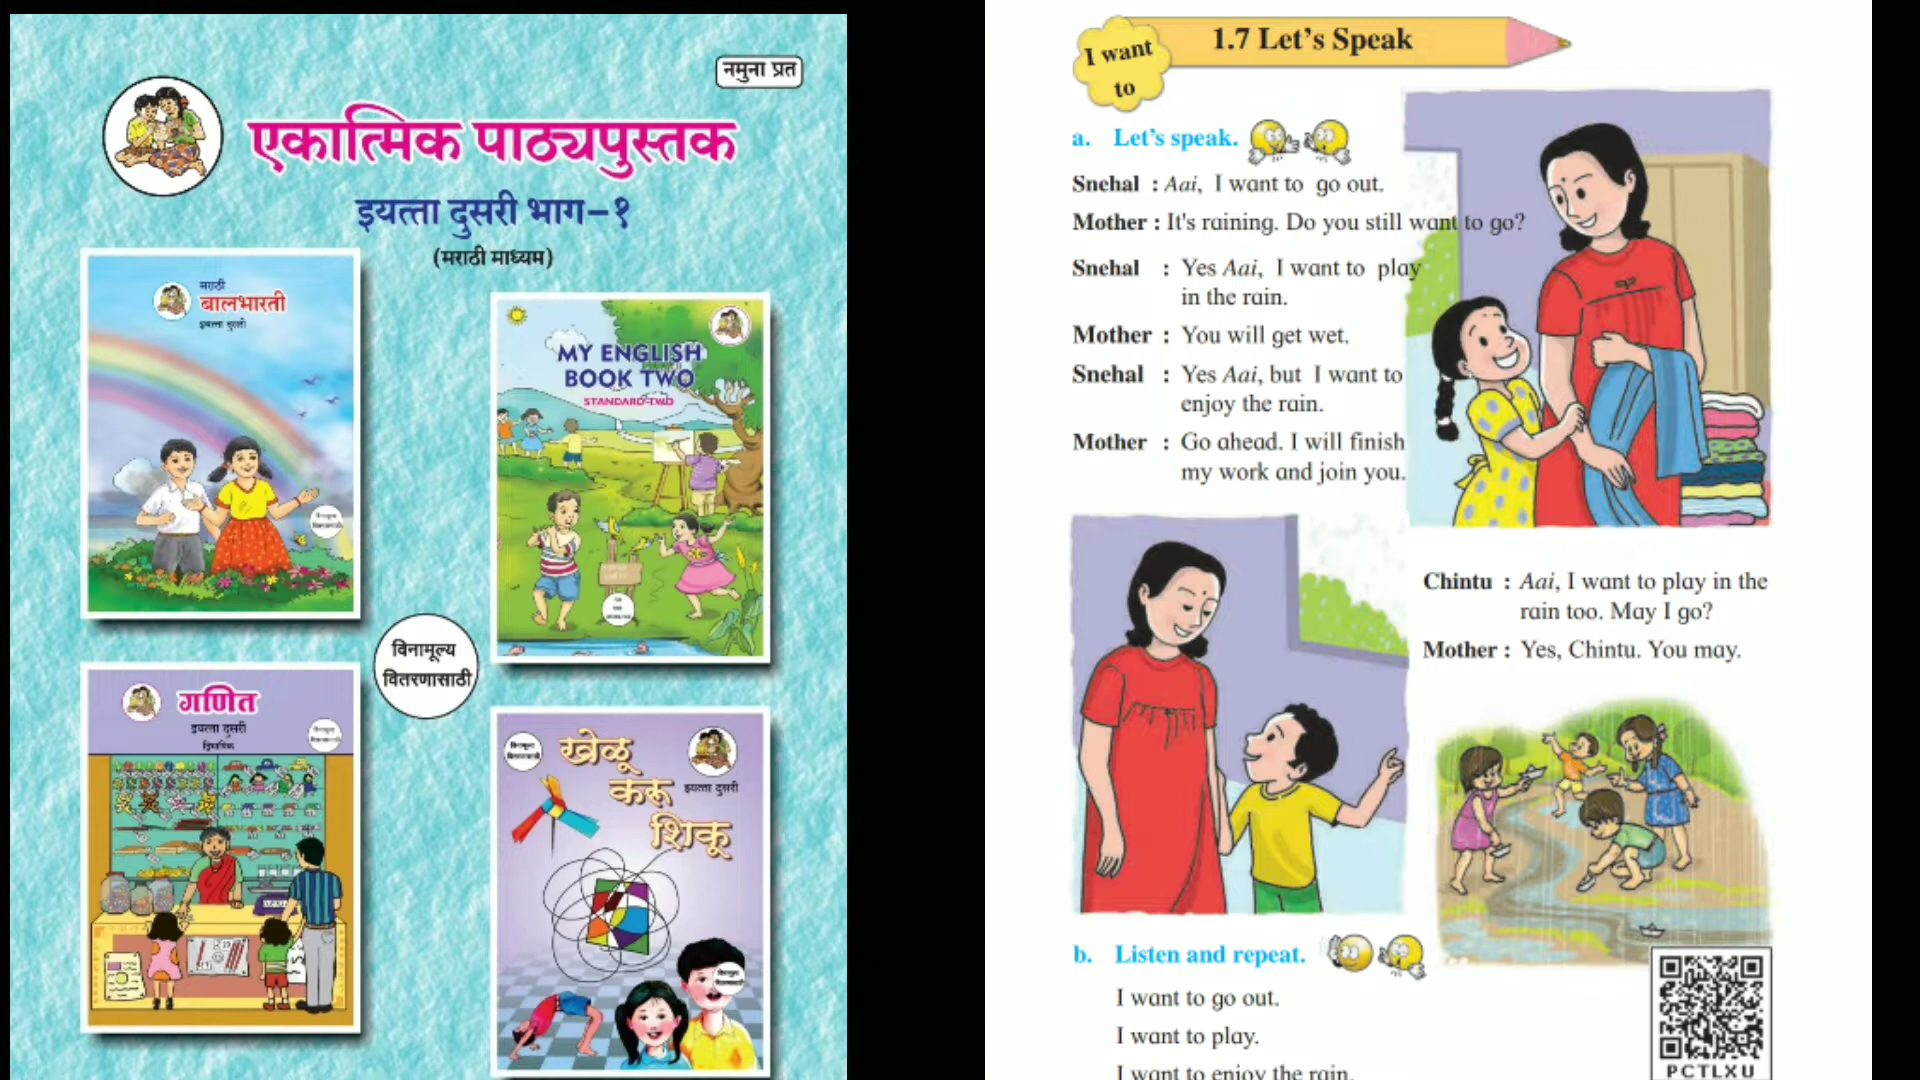 नमुना प्रत
एकात्मिक पाठ्यपुस्तक
इयत्ता दुसरी भाग-१
(मराठी माध्यम)
मराठी
बालभारती
इयत्ता दुसरी
MY ENGLISH
BOOK TWO
STANDARD-TWO
विनामूल्य
वितरणासाठी
गणित
इयत्ता दुसरी
द्विभाषिक
खेळू
करू
शिकू
इयत्ता दुसरी
I want
to
1.7 Let's Speak
a. Let's speak.
Snehal : Aai, I want to go out.
Mother : It's raining. Do you still want to go?
Snehal : Yes Aai, I want to play
in the rain.
Mother : You will get wet.
Snehal : Yes Aai, but I want to
enjoy the rain.
Mother : Go ahead. I will finish
my work and join you.
Chintu : Aai, I want to play in the
rain too. May I go?
Mother : Yes, Chintu. You may.
b. Listen and repeat.
I want to go out.
I want to play.
I want to enjoy the rain.
PCTLXU